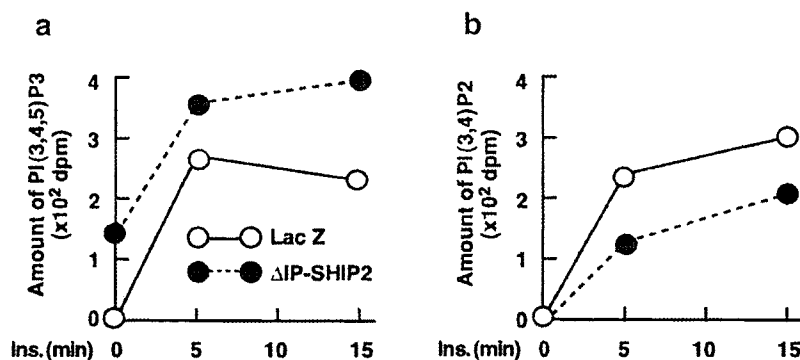 a
Amount of PI(3,4,5)P3
(x10² dpm)
4
3
2
1
0
Lac Z
ΔIP-SHIP2
Ins.(min) 0 5 10 15
b
Amount of PI(3,4)P2
(x10² dpm)
4
3
2
1
0
Ins.(min) 0 5 10 15